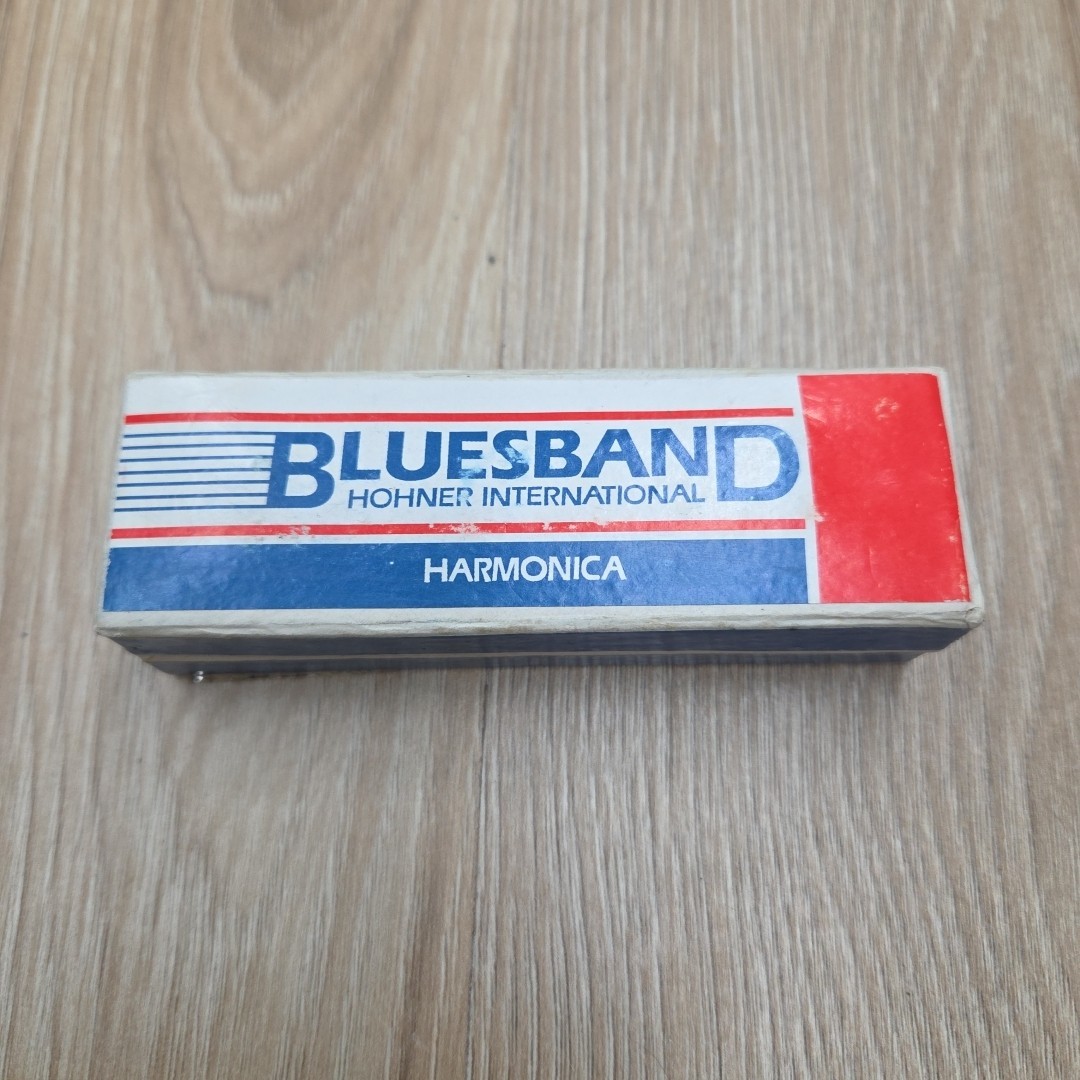 BLUESBAND
HOHNER INTERNATIONAL
HARMONICA